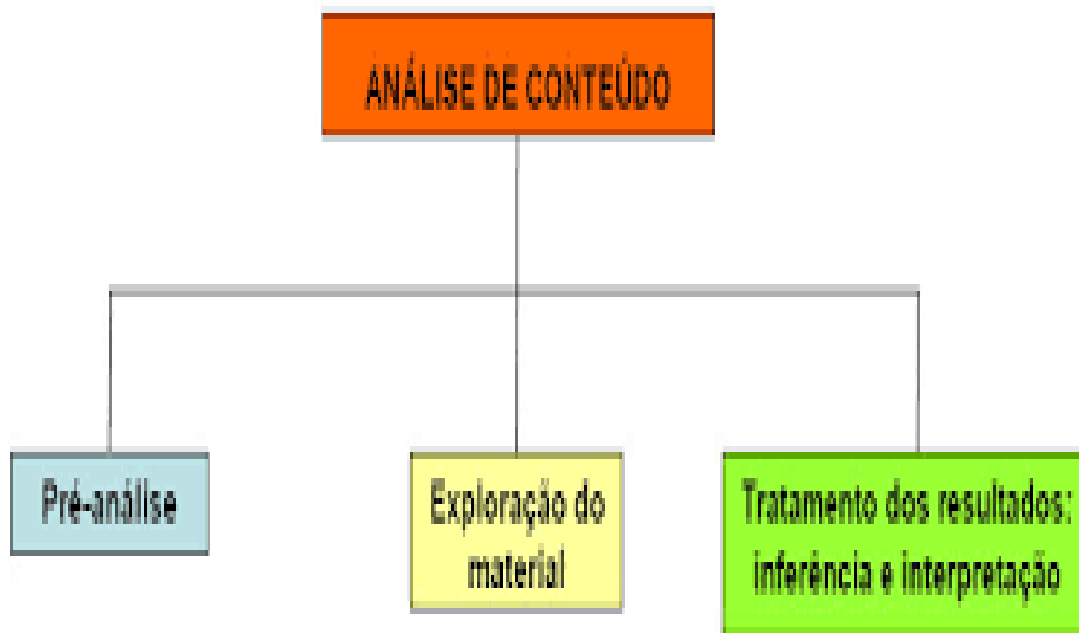 ANÁLISE DE CONTEÚDO
Pré-análise
Exploração do
material
Tratamento dos resultados:
inferência e interpretação